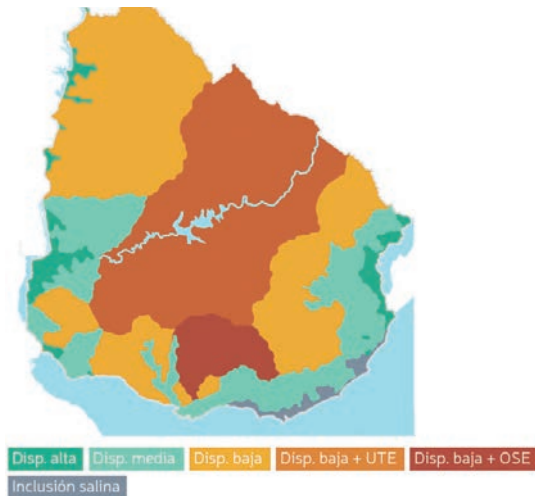 Disp. alta Disp. media Disp. baja Disp. baja + UTE Disp. baja + OSE
Inclusión salina